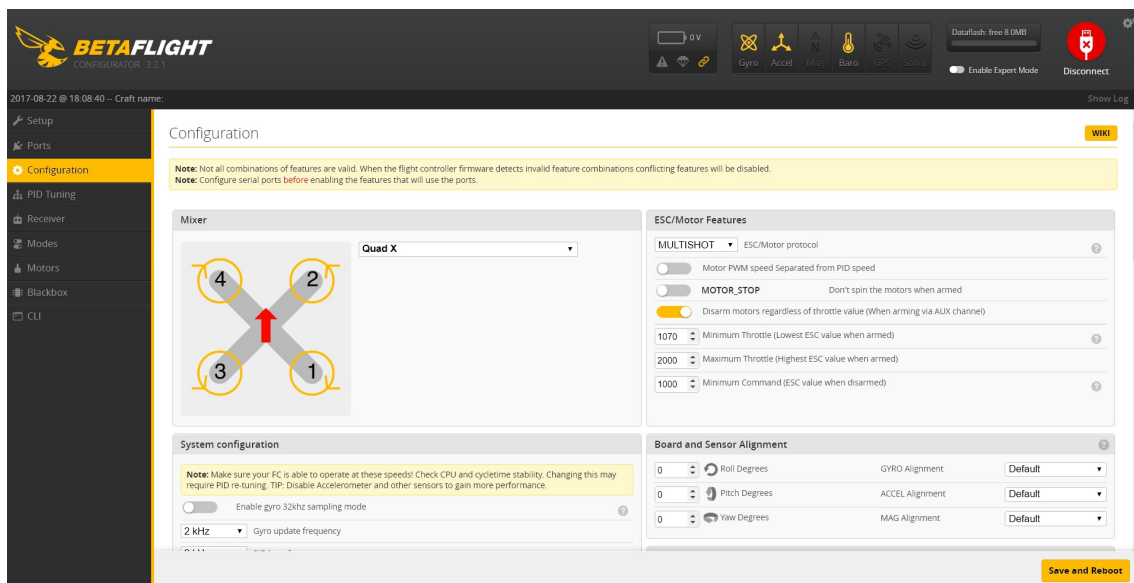 BETAFLIGHT
CONFIGURATOR 3.2.1
0 V
Gyro
Accel
Mag
Baro
GPS
Sonar
Dataflash: free 8.0MB
Enable Expert Mode
Disconnect
2017-08-22 @ 18:08:40 -- Craft name:
Show Log
Setup
Ports
Configuration
PID Tuning
Receiver
Modes
Motors
Blackbox
CLI
Configuration
WIKI
Note: Not all combinations of features are valid. When the flight controller firmware detects invalid feature combinations conflicting features will be disabled.
Note: Configure serial ports before enabling the features that will use the ports.
Mixer
Quad X
4
2
3
1
ESC/Motor Features
MULTISHOT ESC/Motor protocol
Motor PWM speed Separated from PID speed
MOTOR_STOP Don't spin the motors when armed
Disarm motors regardless of throttle value (When arming via AUX channel)
1070 Minimum Throttle (Lowest ESC value when armed)
2000 Maximum Throttle (Highest ESC value when armed)
1000 Minimum Command (ESC value when disarmed)
System configuration
Note: Make sure your FC is able to operate at these speeds! Check CPU and cycletime stability. Changing this may
require PID re-tuning. TIP: Disable Accelerometer and other sensors to gain more performance.
Enable gyro 32khz sampling mode
2 kHz Gyro update frequency
Board and Sensor Alignment
0 Roll Degrees GYRO Alignment Default
0 Pitch Degrees ACCEL Alignment Default
0 Yaw Degrees MAG Alignment Default
Save and Reboot